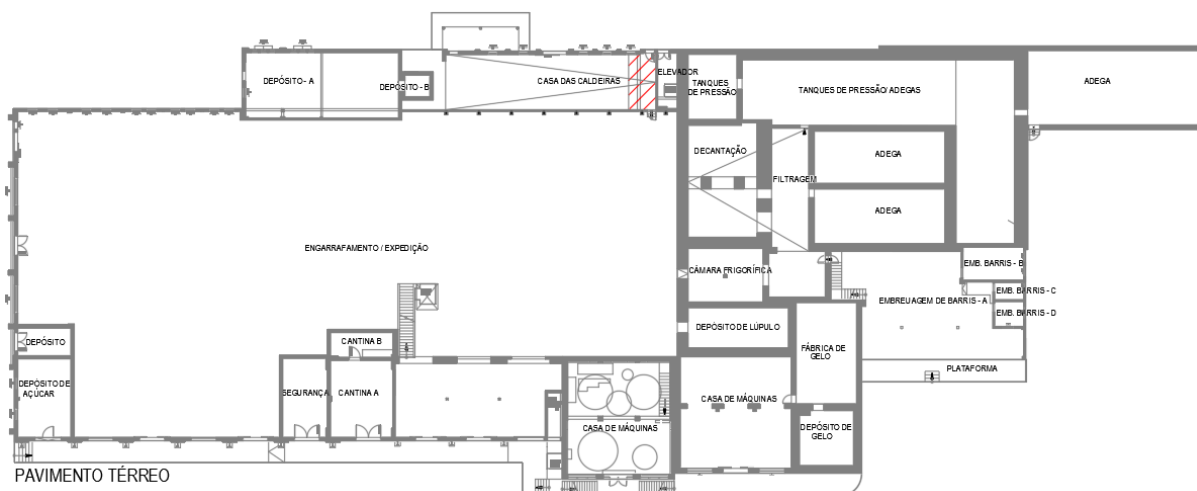 DEPÓSITO - A
DEPÓSITO - B
CASA DAS CALDEIRAS
ELEVADOR
TANQUES
DE PRESSÃO
TANQUES DE PRESSÃO/ ADEGAS
ADEGA
DECANTAÇÃO
ADEGA
FILTRAGEM
ADEGA
ENGARRAFAMENTO / EXPEDIÇÃO
CÂMARA FRIGORÍFICA
EMB. BARRIS - B
EMB. BARRIS - C
EMBREUAGEM DE BARRIS - A
EMB. BARRIS - D
DEPÓSITO DE LÚPULO
DEPÓSITO
CANTINA B
FÁBRICA DE
GELO
PLATAFORMA
DEPÓSITO DE
AÇÚCAR
SEGURANÇA
CANTINA A
CASA DE MÁQUINAS
CASA DE MÁQUINAS
DEPÓSITO DE
GELO
PAVIMENTO TÉRREO